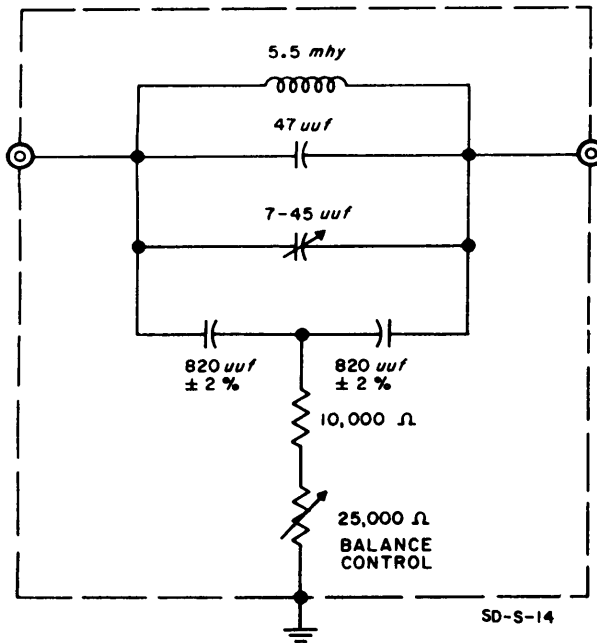 5.5 mhy
47 uuf
7-45 uuf
820 uuf
± 2 %
820 uuf
± 2 %
10,000 Ω
25,000 Ω
BALANCE
CONTROL
SD-S-14